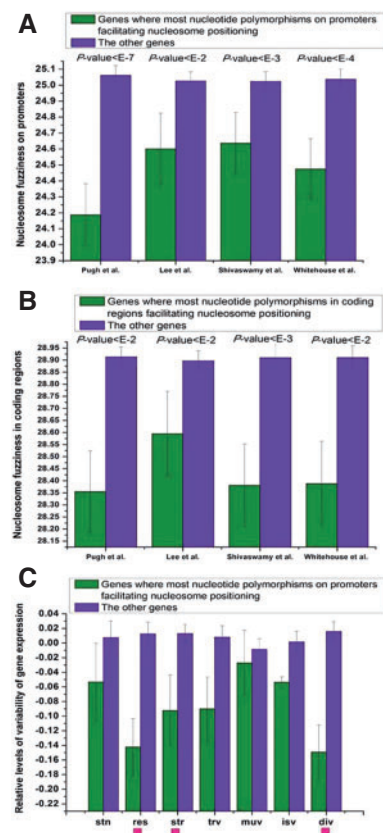 A
Genes where most nucleotide polymorphisms on promoters
facilitating nucleosome positioning
The other genes
P-value<E-7 P-value<E-2 P-value<E-3 P-value<E-4
Nucleosome fuzziness on promoters
25.1
25.0
24.9
24.8
24.7
24.6
24.5
24.4
24.3
24.2
24.1
24.0
23.9
Pugh et al. Lee et al. Shivaswamy et al. Whitehouse et al.
B
Genes where most nucleotide polymorphisms in coding
regions facilitating nucleosome positioning
The other genes
P-value<E-2 P-value<E-2 P-value<E-3 P-value<E-2
Nucleosome fuzziness in coding regions
28.95
28.90
28.85
28.80
28.75
28.70
28.65
28.60
28.55
28.50
28.45
28.40
28.35
28.30
28.25
28.20
28.15
Pugh et al. Lee et al. Shivaswamy et al. Whitehouse et al.
C
Genes where most nucleotide polymorphisms on promoters
facilitating nucleosome positioning
The other genes
Relative levels of variability of gene expression
0.04
0.02
0.00
-0.02
-0.04
-0.06
-0.08
-0.10
-0.12
-0.14
-0.16
-0.18
-0.20
-0.22
stn res str trv muv isv div